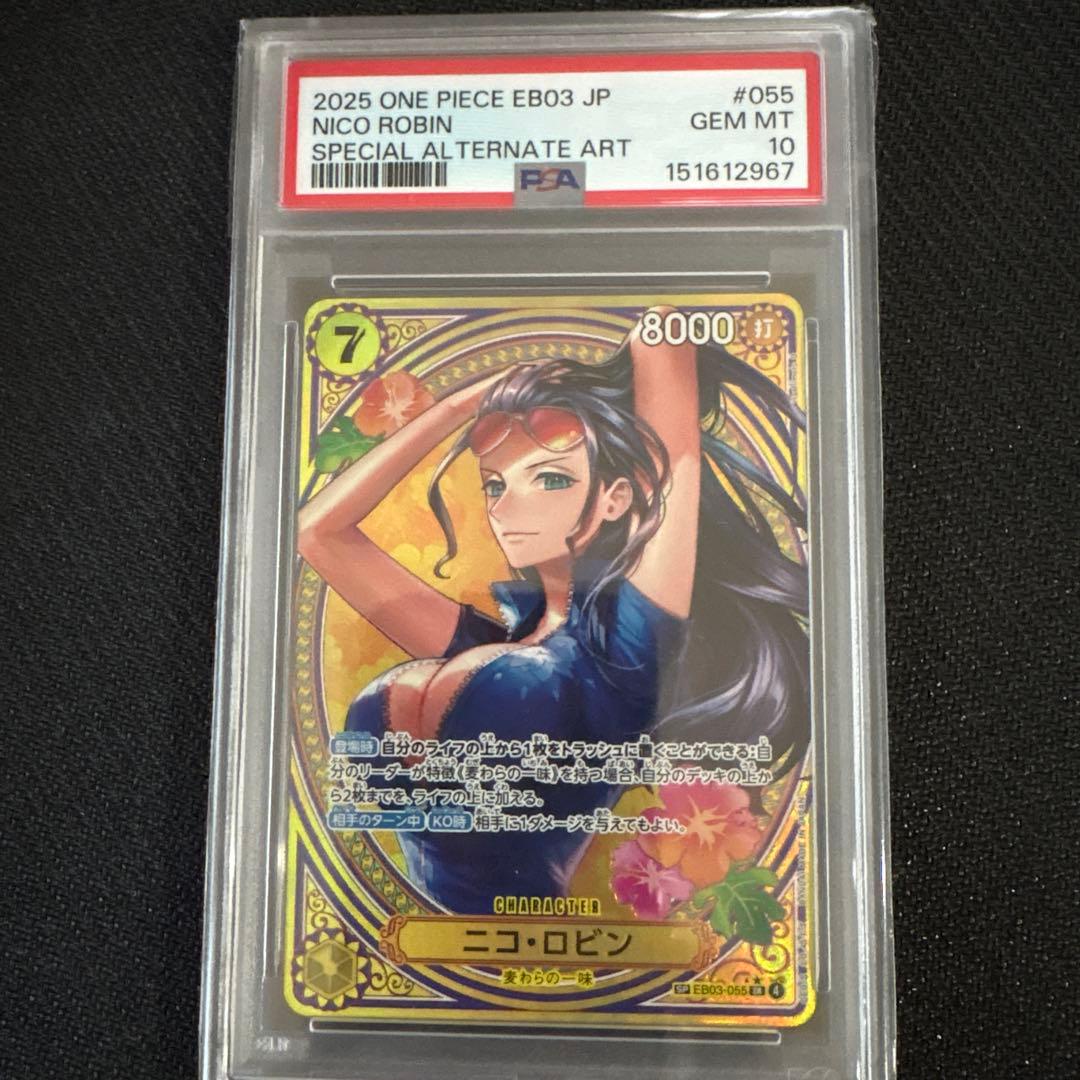 2025 ONE PIECE EB03 JP #055
NICO ROBIN GEM MT
SPECIAL ALTERNATE ART 10
PSA 151612967
7 8000 打
登場時 自分のライフの上から1枚をトラッシュに置くことができる:自
分のリーダーが特徴《麦わらの一味》を持つ場合、自分のデッキの上か
ら2枚までを、ライフの上に加える。
相手のターン中 KO時 相手に1ダメージを与えてもよい。
CHARACTER
ニコ・ロビン
麦わらの一味
SP EB03-055 SR 4